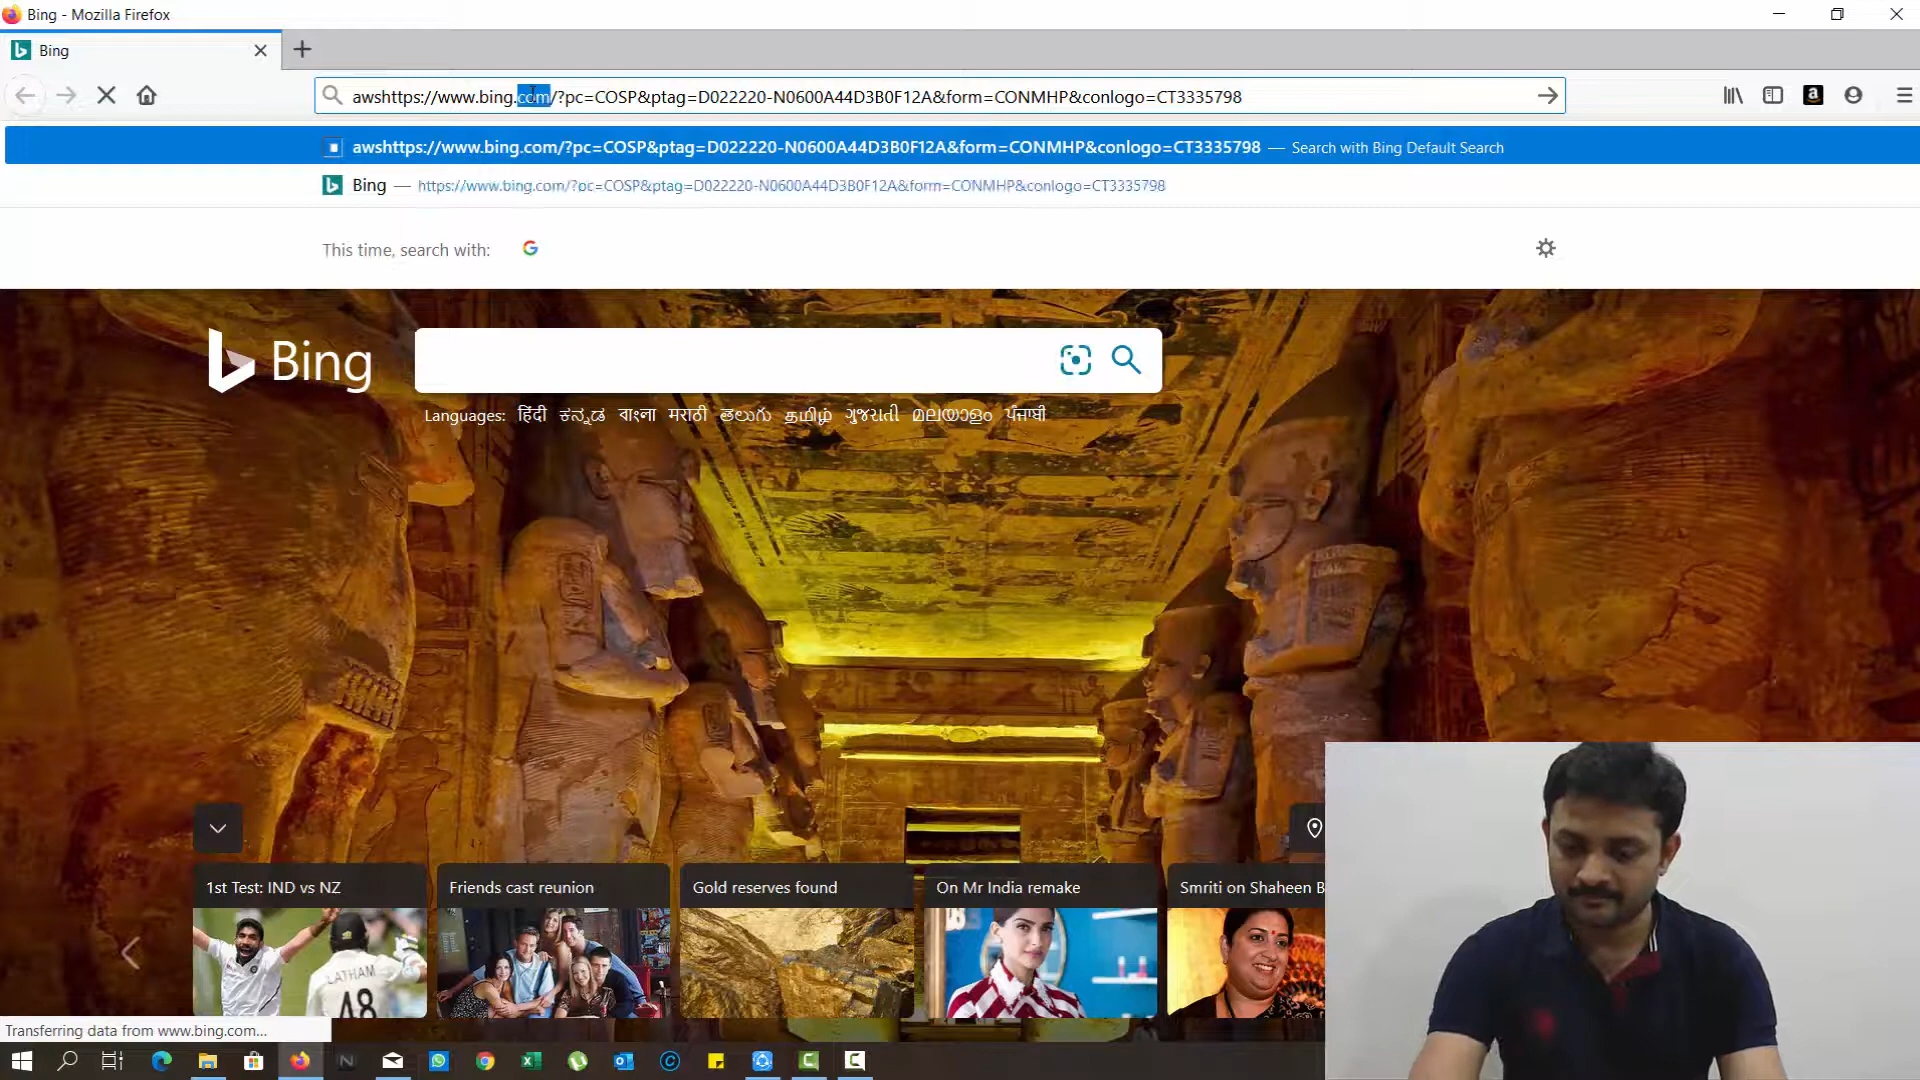 Bing - Mozilla Firefox
Bing
awshttps://www.bing.com/?pc=COSP&ptag=D022220-N0600A44D3B0F12A&form=CONMHP&conlogo=CT3335798
awshttps://www.bing.com/?pc=COSP&ptag=D022220-N0600A44D3B0F12A&form=CONMHP&conlogo=CT3335798 — Search with Bing Default Search
Bing — https://www.bing.com/?pc=COSP&ptag=D022220-N0600A44D3B0F12A&form=CONMHP&conlogo=CT3335798
This time, search with:
Bing
Languages: हिंदी ಕನ್ನಡ বাংলা मराठी తెలుగు தமிழ் ગુજરાતી മലയാളം ਪੰਜਾਬੀ
1st Test: IND vs NZ
Friends cast reunion
Gold reserves found
On Mr India remake
Smriti on Shaheen B
LATHAM
48
Transferring data from www.bing.com...